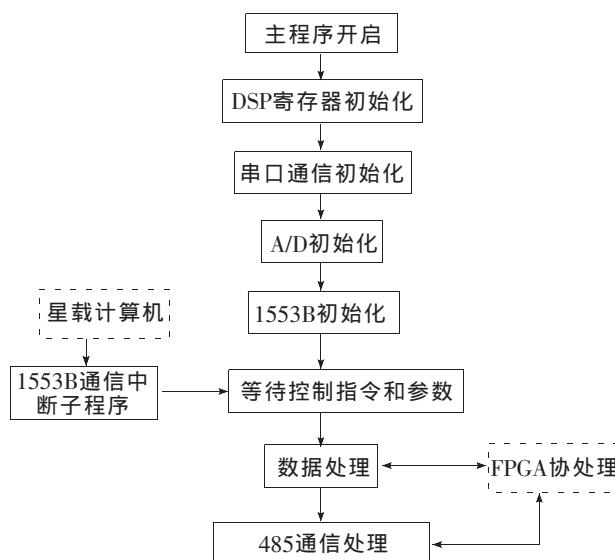 主程序开启
DSP寄存器初始化
串口通信初始化
A/D初始化
1553B初始化
星载计算机
1553B通信中
断子程序
等待控制指令和参数
数据处理
FPGA协处理
485通信处理